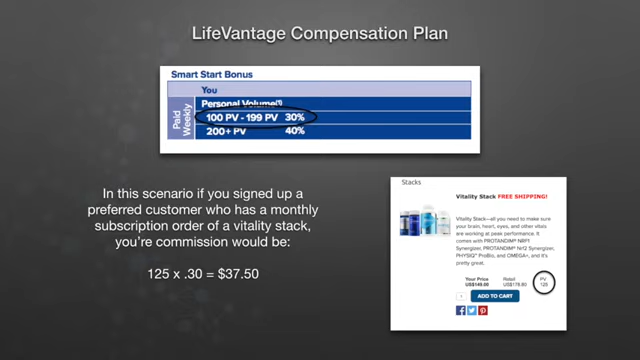 LifeVantage Compensation Plan
Smart Start Bonus
You
Paid Weekly
Personal Volume(1)
100 PV - 199 PV 30%
200+ PV 40%
In this scenario if you signed up a
preferred customer who has a monthly
subscription order of a vitality stack,
you're commission would be:
125 x .30 = $37.50
Stacks
Vitality Stack FREE SHIPPING!
Vitality Stack—all you need to make sure
your brain, heart, eyes, and other vitals
are working at peak performance. It
comes with PROTANDIM® NRF1
Synergizer, PROTANDIM® Nrf2 Synergizer,
PHYSIQ® ProBio, and OMEGA+, and it's
pretty great.
Your Price Retail PV
US$149.00 US$178.80 125
ADD TO CART